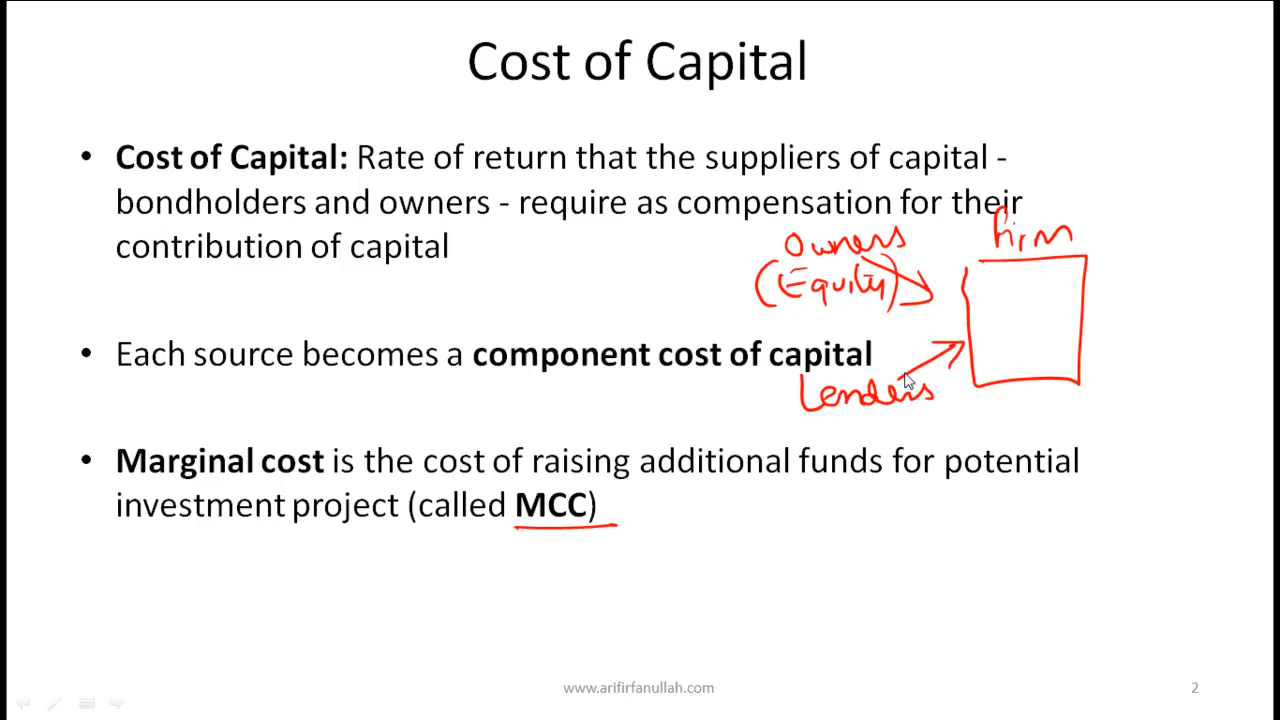 Cost of Capital
• Cost of Capital: Rate of return that the suppliers of capital -
bondholders and owners - require as compensation for their
contribution of capital
Owners
(Equity)
Firm
• Each source becomes a component cost of capital
Lenders
• Marginal cost is the cost of raising additional funds for potential
investment project (called MCC)
www.arifirfanullah.com
2